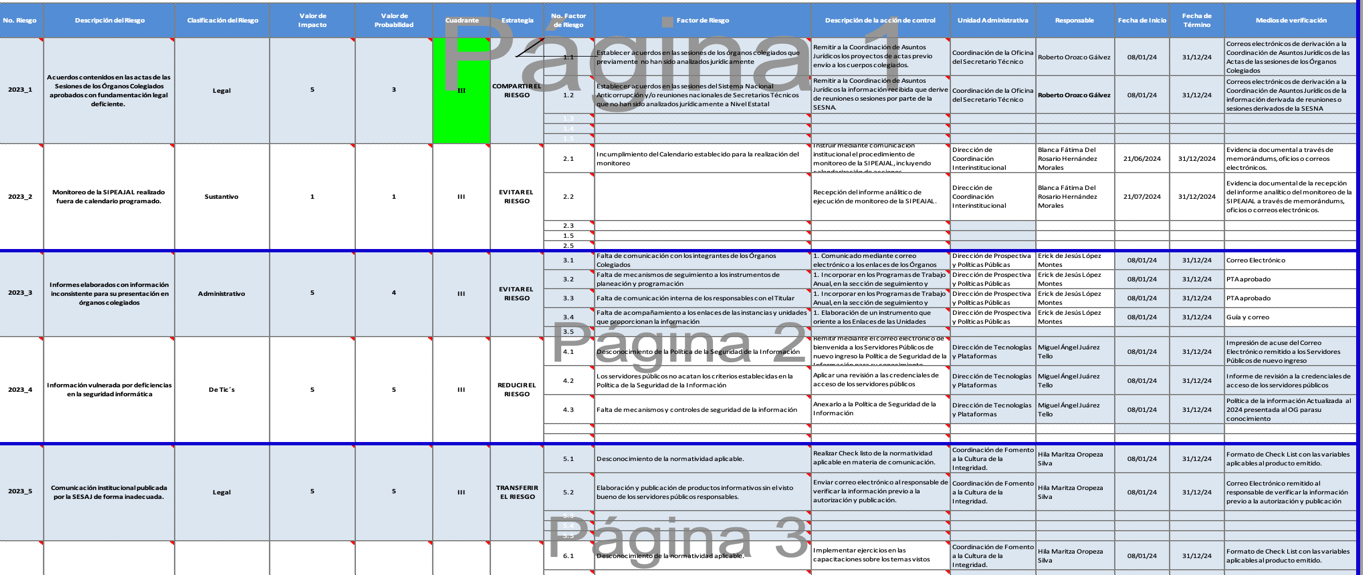 No. Riesgo Descripción del Riesgo Clasificación del Riesgo Valor de Impacto Valor de Probabilidad Cuadrante Estrategia No. Factor de Riesgo Factor de Riesgo Descripción de la acción de control Unidad Administrativa Responsable Fecha de Inicio Fecha de Término Medios de verificación
Página 1
2023_1
Acuerdos contenidos en las actas de las
Sesiones de los Órganos Colegiados
aprobados con fundamentación legal
deficiente.
Legal
5
3
III
COMPARTIR EL
RIESGO
1.1
Establecer acuerdos en las sesiones de los órganos colegiados que
previamente no han sido analizados jurídicamente
Remitir a la Coordinación de Asuntos
Jurídicos los proyectos de actas previo
envío a los cuerpos colegiados.
Coordinación de la Oficina
del Secretario Técnico
Roberto Orozco Gálvez
08/01/24
31/12/24
Correos electrónicos de derivación a la
Coordinación de Asuntos Jurídicos de las
Actas de las sesiones de los Órganos
Colegiados
1.2
Establecer acuerdos en las sesiones del Sistema Nacional
Anticorrupción y/o reuniones nacionales de Secretarios Técnicos
que no han sido analizados jurídicamente a Nivel Estatal
Remitir a la Coordinación de Asuntos
Jurídicos la información recibida que derive
de reuniones o sesiones por parte de la
SESNA.
Coordinación de la Oficina
del Secretario Técnico
Roberto Orozco Gálvez
08/01/24
31/12/24
Correos electrónicos de derivación a la
Coordinación de Asuntos Jurídicos de la
información derivada de reuniones o
sesiones derivados de la SESNA
1.3
1.4
1.5
2023_2
Monitoreo de la SIPEAJAL realizado
fuera de calendario programado.
Sustantivo
1
1
III
EVITAR EL
RIESGO
2.1
Incumplimiento del Calendario establecido para la realización del
monitoreo
Instruir mediante comunicación
institucional el procedimiento de
monitoreo de la SIPEAJAL, incluyendo
Dirección de
Coordinación
Interinstitucional
Blanca Fátima Del
Rosario Hernández
Morales
21/06/2024
31/12/2024
Evidencia documental a través de
memorándums, oficios o correos
electrónicos.
2.2
Recepción del informe analítico de
ejecución de monitoreo de la SIPEAJAL.
Dirección de
Coordinación
Interinstitucional
Blanca Fátima Del
Rosario Hernández
Morales
21/07/2024
31/12/2024
Evidencia documental de la recepción
del informe analítico del monitoreo de la
SIPEAJAL a través de memorándums,
oficios o correos electrónicos.
2.3
1.5
2.5
2023_3
Informes elaborados con información
inconsistente para su presentación en
órganos colegiados
Administrativo
5
4
III
EVITAR EL
RIESGO
3.1
Falta de comunicación con los integrantes de los Órganos
Colegiados
1. Comunicado mediante correo
electrónico a los enlaces de los Órganos
Dirección de Prospectiva
y Políticas Públicas
Erick de Jesús López
Montes
08/01/24
31/12/24
Correo Electrónico
3.2
Falta de mecanismos de seguimiento a los instrumentos de
planeación y programación
1. Incorporar en los Programas de Trabajo
Anual, en la sección de seguimiento y
Dirección de Prospectiva
y Políticas Públicas
Erick de Jesús López
Montes
08/01/24
31/12/24
PTA aprobado
3.3
Falta de comunicación interna de los responsables con el Titular
1. Incorporar en los Programas de Trabajo
Anual, en la sección de seguimiento y
Dirección de Prospectiva
y Políticas Públicas
Erick de Jesús López
Montes
08/01/24
31/12/24
PTA aprobado
3.4
Falta de acompañamiento a los enlaces de las instancias y unidades
que proporcionan la información
1. Elaboración de un instrumento que
oriente a los Enlaces de las Unidades
Dirección de Prospectiva
y Políticas Públicas
Erick de Jesús López
Montes
08/01/24
31/12/24
Guía y correo
3.5
Página 2
2023_4
Información vulnerada por deficiencias
en la seguridad informática
De Tic´s
5
5
III
REDUCIR EL
RIESGO
4.1
Desconocimiento de la Política de la Seguridad de la Información
Remitir mediante el correo electrónico de
bienvenida a los Servidores Públicos de
nuevo ingreso la Política de Seguridad de la
Dirección de Tecnologías
y Plataformas
Miguel Ángel Juárez
Tello
08/01/24
31/12/24
Impresión de acuse del Correo
Electrónico remitido a los Servidores
Públicos de nuevo ingreso
4.2
Los servidores públicos no acatan los criterios establecidas en la
Política de la Seguridad de la Información
Aplicar una revisión a las credenciales de
acceso de los servidores públicos
Dirección de Tecnologías
y Plataformas
Miguel Ángel Juárez
Tello
08/01/24
31/12/24
Informe de revisión a la credenciales de
acceso de los servidores públicos
4.3
Falta de mecanismos y controles de seguridad de la información
Anexarlo a la Política de Seguridad de la
Información
Dirección de Tecnologías
y Plataformas
Miguel Ángel Juárez
Tello
08/01/24
31/12/24
Política de la información Actualizada al
2024 presentada al OG para su
conocimiento
2023_5
Comunicación institucional publicada
por la SESAJ de forma inadecuada.
Legal
5
5
III
TRANSFERIR
EL RIESGO
5.1
Desconocimiento de la normatividad aplicable.
Realizar Check listo de la normatividad
aplicable en materia de comunicación.
Coordinación de Fomento
a la Cultura de la
Integridad.
Hila Maritza Oropeza
Silva
08/01/24
31/12/24
Formato de Check List con las variables
aplicables al producto emitido.
5.2
Elaboración y publicación de productos informativos sin el visto
bueno de los servidores públicos responsables.
Enviar correo electrónico al responsable de
verificar la información previo a la
autorización y publicación.
Coordinación de Fomento
a la Cultura de la
Integridad.
Hila Maritza Oropeza
Silva
08/01/24
31/12/24
Correo Electrónico remitido al
responsable de verificar la información
previo a la autorización y publicación
Página 3
6.1
Desconocimiento de la normatividad aplicable.
Implementar ejercicios en las
capacitaciones sobre los temas vistos
Coordinación de Fomento
a la Cultura de la
Integridad.
Hila Maritza Oropeza
Silva
08/01/24
31/12/24
Formato de Check List con las variables
aplicables al producto emitido.